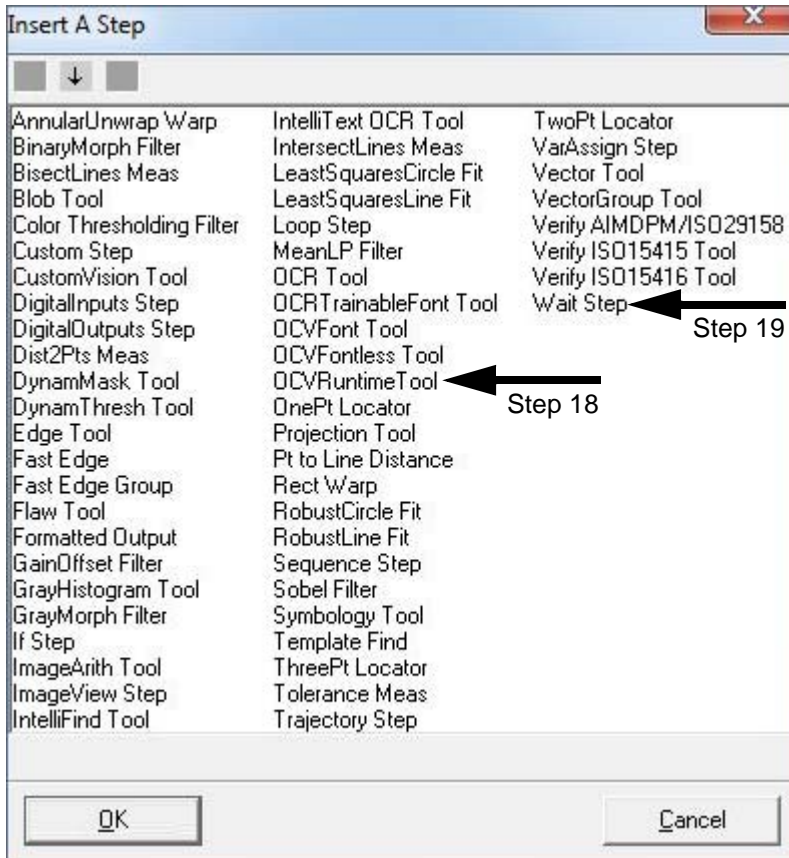 Insert A Step
AnnularUnwrap Warp
BinaryMorph Filter
BisectLines Meas
Blob Tool
Color Thresholding Filter
Custom Step
CustomVision Tool
DigitalInputs Step
DigitalOutputs Step
Dist2Pts Meas
DynamMask Tool
DynamThresh Tool
Edge Tool
Fast Edge
Fast Edge Group
Flaw Tool
Formatted Output
GainOffset Filter
GrayHistogram Tool
GrayMorph Filter
If Step
ImageArith Tool
ImageView Step
IntelliFind Tool
IntelliText OCR Tool
IntersectLines Meas
LeastSquaresCircle Fit
LeastSquaresLine Fit
Loop Step
MeanLP Filter
OCR Tool
OCRTrainableFont Tool
OCVFont Tool
OCVFontless Tool
OCVRuntimeTool
Step 18
OnePt Locator
Projection Tool
Pt to Line Distance
Rect Warp
RobustCircle Fit
RobustLine Fit
Sequence Step
Sobel Filter
Symbology Tool
Template Find
ThreePt Locator
Tolerance Meas
Trajectory Step
TwoPt Locator
VarAssign Step
Vector Tool
VectorGroup Tool
Verify AIMDPM/ISO29158
Verify ISO15415 Tool
Verify ISO15416 Tool
Wait Step
Step 19
OK
Cancel